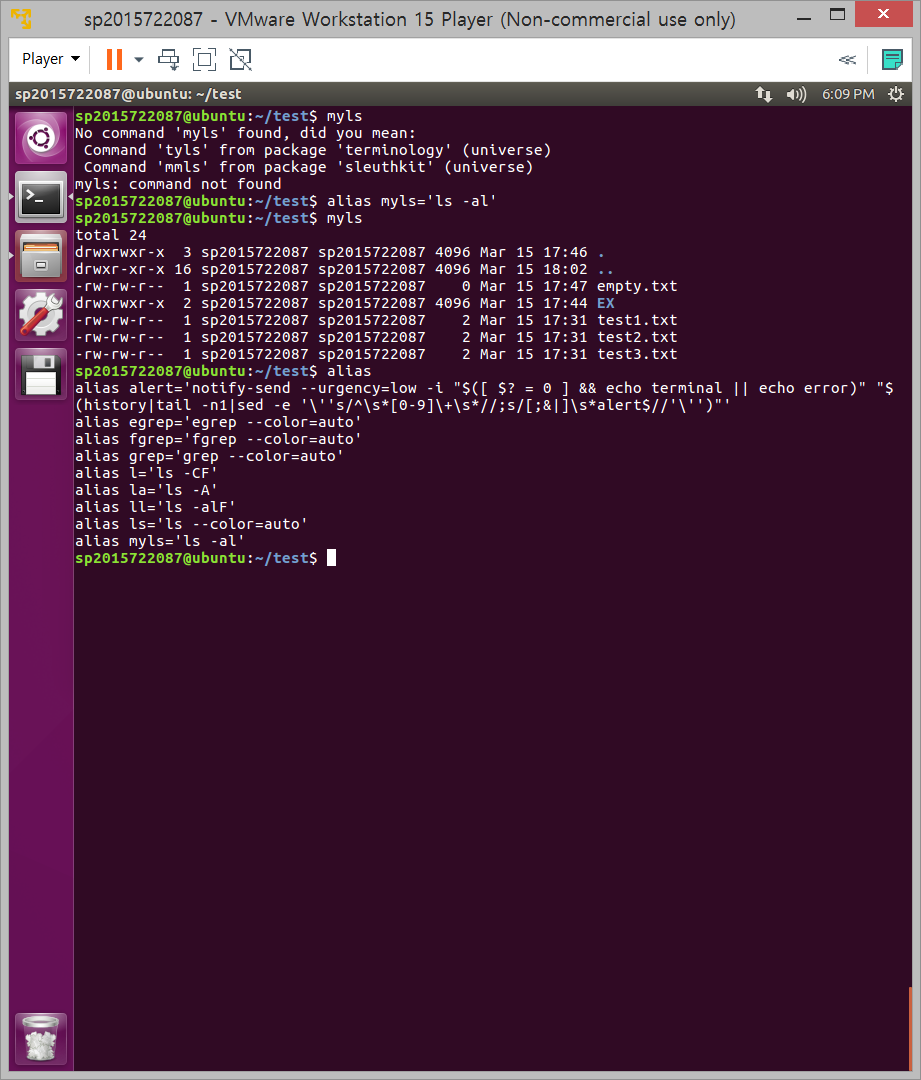 sp2015722087 - VMware Workstation 15 Player (Non-commercial use only)
Player
sp2015722087@ubuntu: ~/test
6:09 PM
sp2015722087@ubuntu:~/test$ myls
No command 'myls' found, did you mean:
 Command 'tyls' from package 'terminology' (universe)
 Command 'mmls' from package 'sleuthkit' (universe)
myls: command not found
sp2015722087@ubuntu:~/test$ alias myls='ls -al'
sp2015722087@ubuntu:~/test$ myls
total 24
drwxrwxr-x  3 sp2015722087 sp2015722087 4096 Mar 15 17:46 .
drwxr-xr-x 16 sp2015722087 sp2015722087 4096 Mar 15 18:02 ..
-rw-rw-r--  1 sp2015722087 sp2015722087    0 Mar 15 17:47 empty.txt
drwxrwxr-x  2 sp2015722087 sp2015722087 4096 Mar 15 17:44 EX
-rw-rw-r--  1 sp2015722087 sp2015722087    2 Mar 15 17:31 test1.txt
-rw-rw-r--  1 sp2015722087 sp2015722087    2 Mar 15 17:31 test2.txt
-rw-rw-r--  1 sp2015722087 sp2015722087    2 Mar 15 17:31 test3.txt
sp2015722087@ubuntu:~/test$ alias
alias alert='notify-send --urgency=low -i "$([ $? = 0 ] && echo terminal || echo error)" "$
(history|tail -n1|sed -e '\''s/^\s*[0-9]\+\s*//;s/[;&|]\s*alert$//'\'')"'
alias egrep='egrep --color=auto'
alias fgrep='fgrep --color=auto'
alias grep='grep --color=auto'
alias l='ls -CF'
alias la='ls -A'
alias ll='ls -alF'
alias ls='ls --color=auto'
alias myls='ls -al'
sp2015722087@ubuntu:~/test$